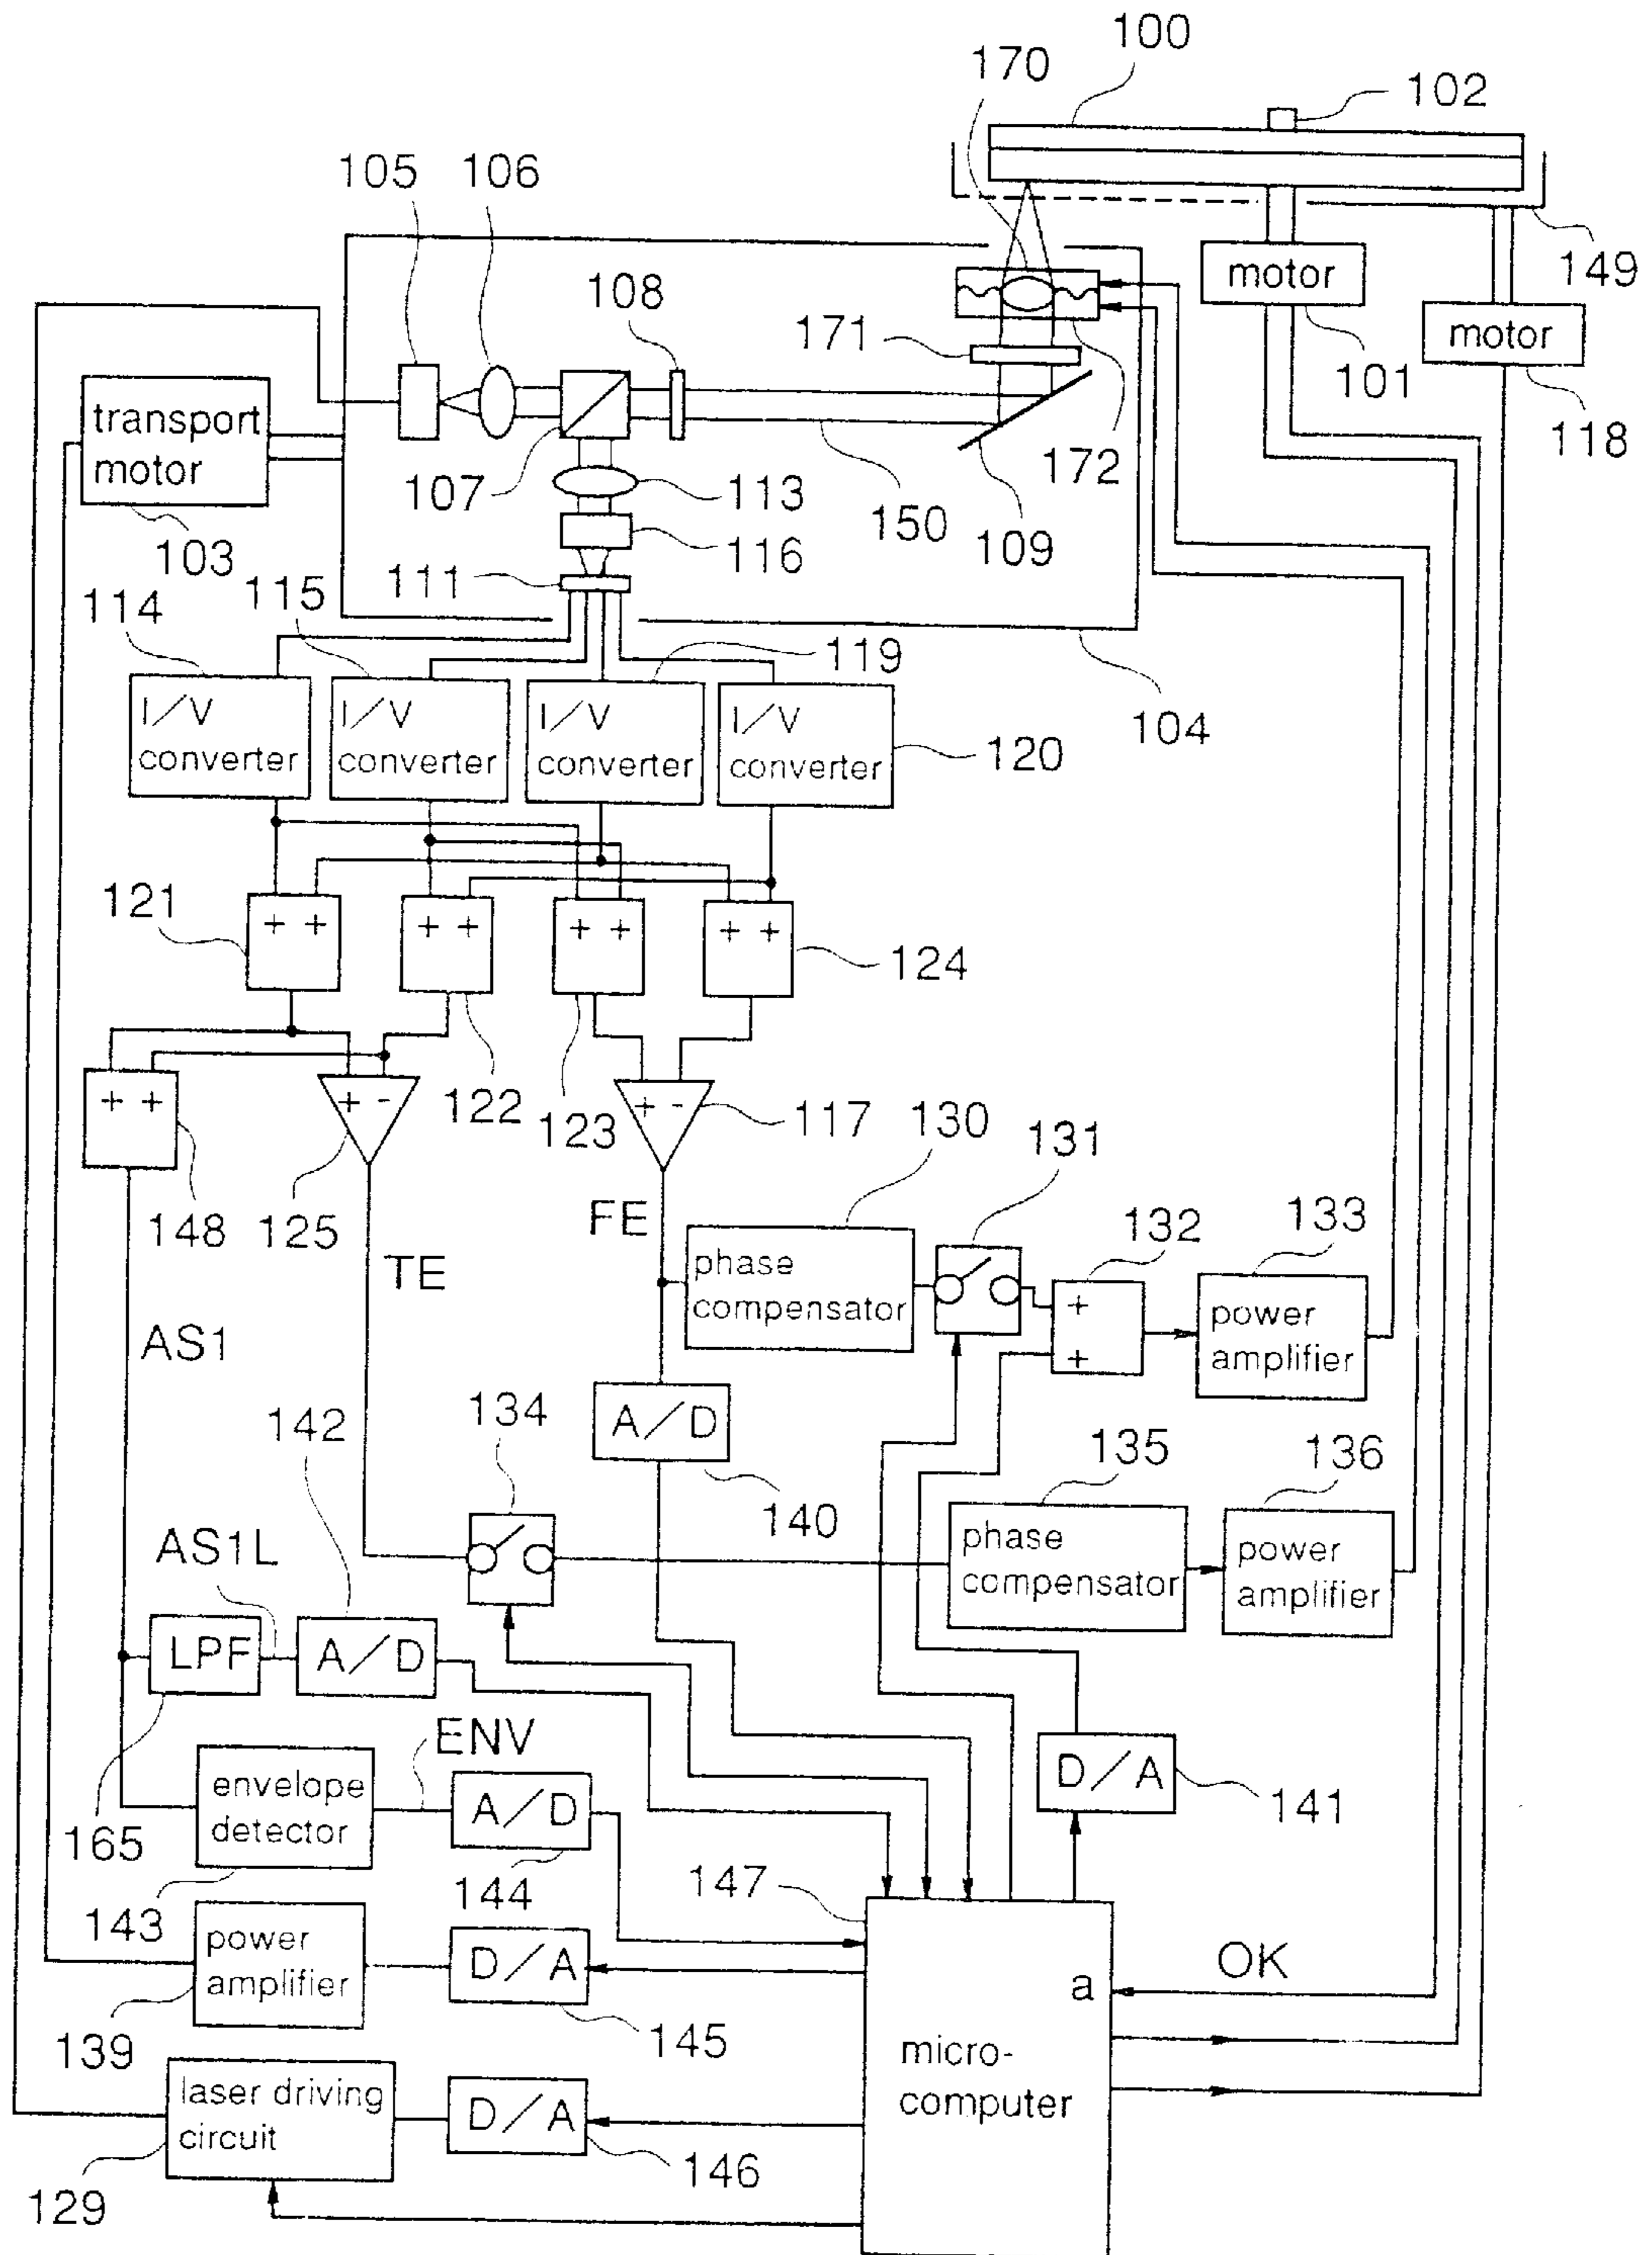 100
170
102
105
106
108
motor
149
171
motor
101
transport
motor
118
107
113
172
150
103
116
109
111
115
114
119
I/V
converter
I/V
converter
I/V
converter
I/V
converter
104
120
121
+ +
+ +
+ +
+ +
124
+ +
+ -
122
123
+ -
117
130
131
148
125
FE
132
133
TE
phase
compensator
+
+
power
amplifier
AS1
142
134
A/D
135
136
140
AS1L
phase
compensator
power
amplifier
LPF
A/D
ENV
D/A
envelope
detector
A/D
141
165
144
147
143
power
amplifier
D/A
OK
a
139
145
micro-
computer
laser driving
circuit
D/A
146
129